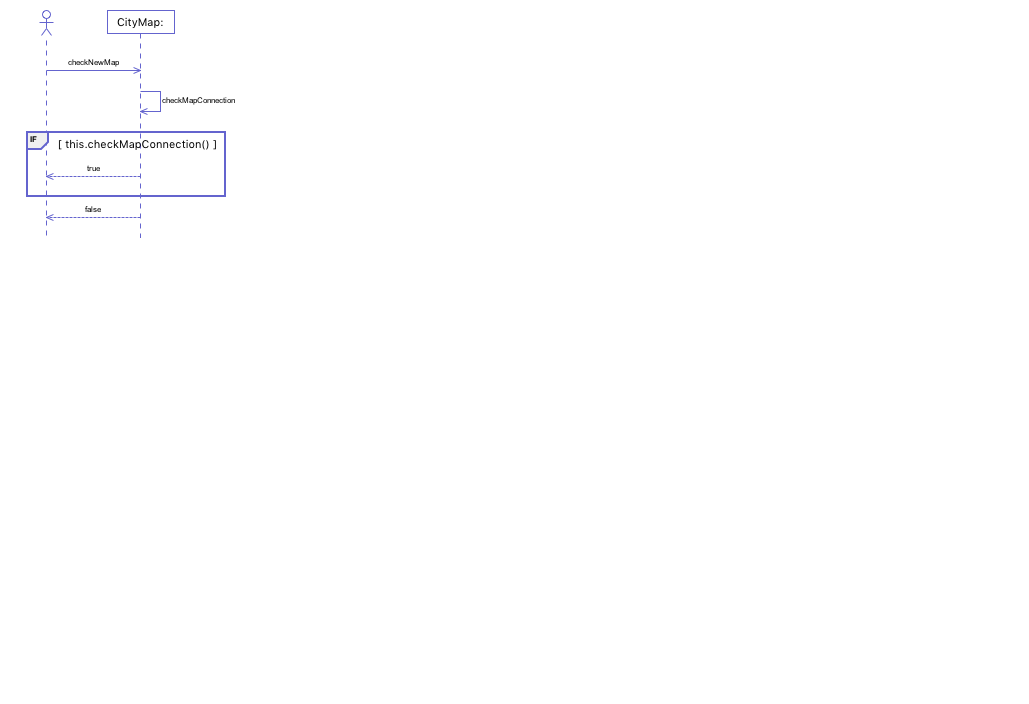 CityMap:
checkNewMap
checkMapConnection
IF
[ this.checkMapConnection() ]
true
false